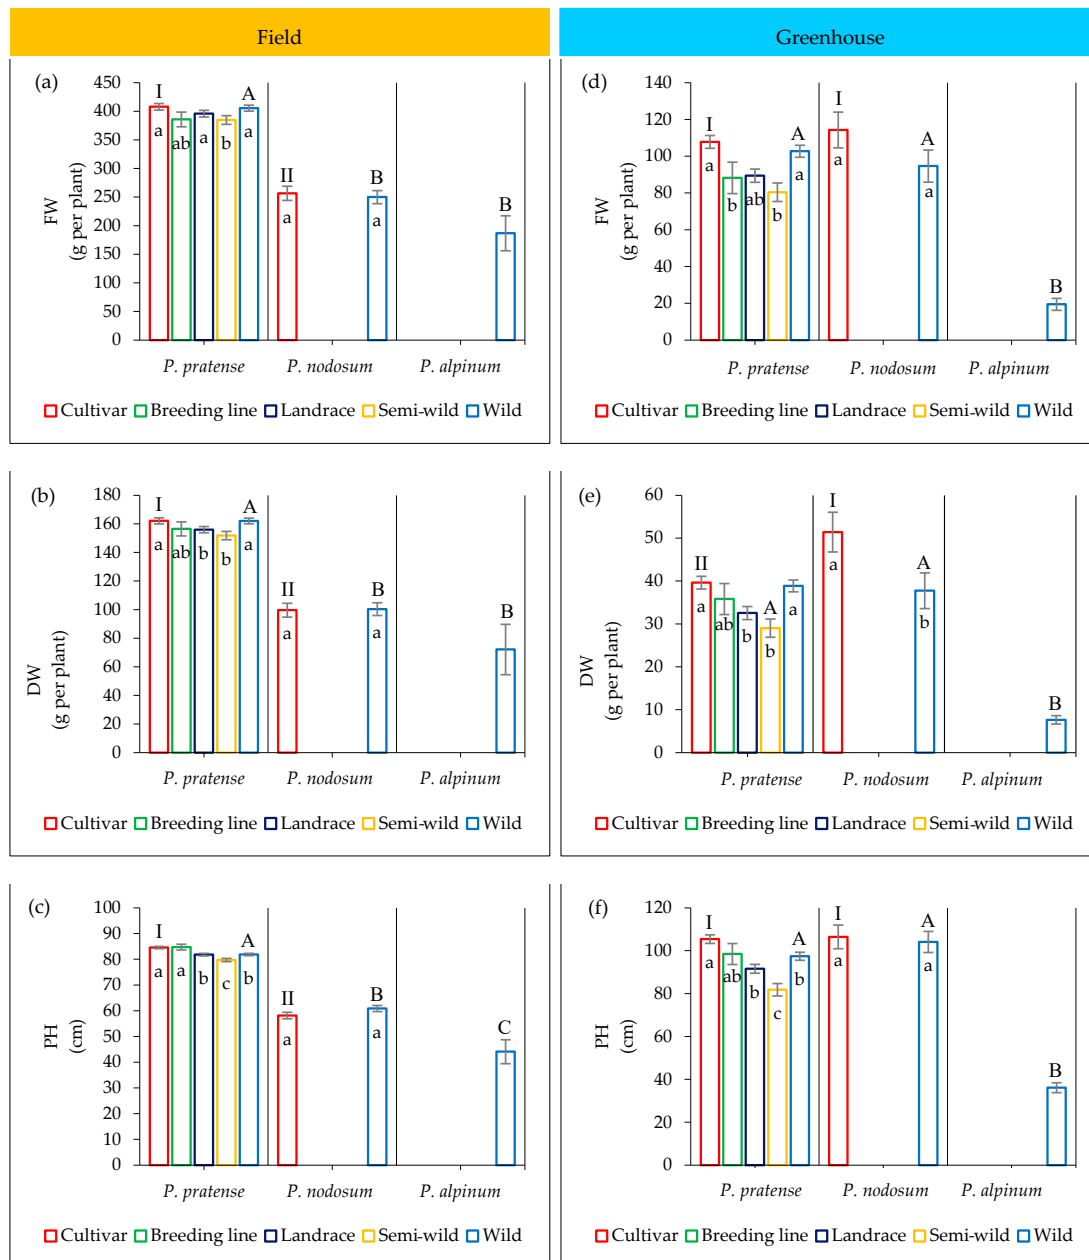 Field
Greenhouse
(a)
FW
(g per plant)
450
400
350
300
250
200
150
100
50
0
I
A
a
ab
a
b
a
II
B
a
a
B
P. pratense
P. nodosum
P. alpinum
Cultivar
Breeding line
Landrace
Semi-wild
Wild
(d)
FW
(g per plant)
140
120
100
80
60
40
20
0
I
A
a
b
ab
b
a
I
A
a
a
B
P. pratense
P. nodosum
P. alpinum
Cultivar
Breeding line
Landrace
Semi-wild
Wild
(b)
DW
(g per plant)
180
160
140
120
100
80
60
40
20
0
I
A
a
ab
b
b
a
II
B
a
a
B
P. pratense
P. nodosum
P. alpinum
Cultivar
Breeding line
Landrace
Semi-wild
Wild
(e)
DW
(g per plant)
60
50
40
30
20
10
0
II
A
a
ab
b
b
a
I
A
a
b
B
P. pratense
P. nodosum
P. alpinum
Cultivar
Breeding line
Landrace
Semi-wild
Wild
(c)
PH
(cm)
100
90
80
70
60
50
40
30
20
10
0
I
A
a
a
b
c
b
II
B
a
a
C
P. pratense
P. nodosum
P. alpinum
Cultivar
Breeding line
Landrace
Semi-wild
Wild
(f)
PH
(cm)
120
100
80
60
40
20
0
I
A
a
ab
b
c
b
I
A
a
a
B
P. pratense
P. nodosum
P. alpinum
Cultivar
Breeding line
Landrace
Semi-wild
Wild